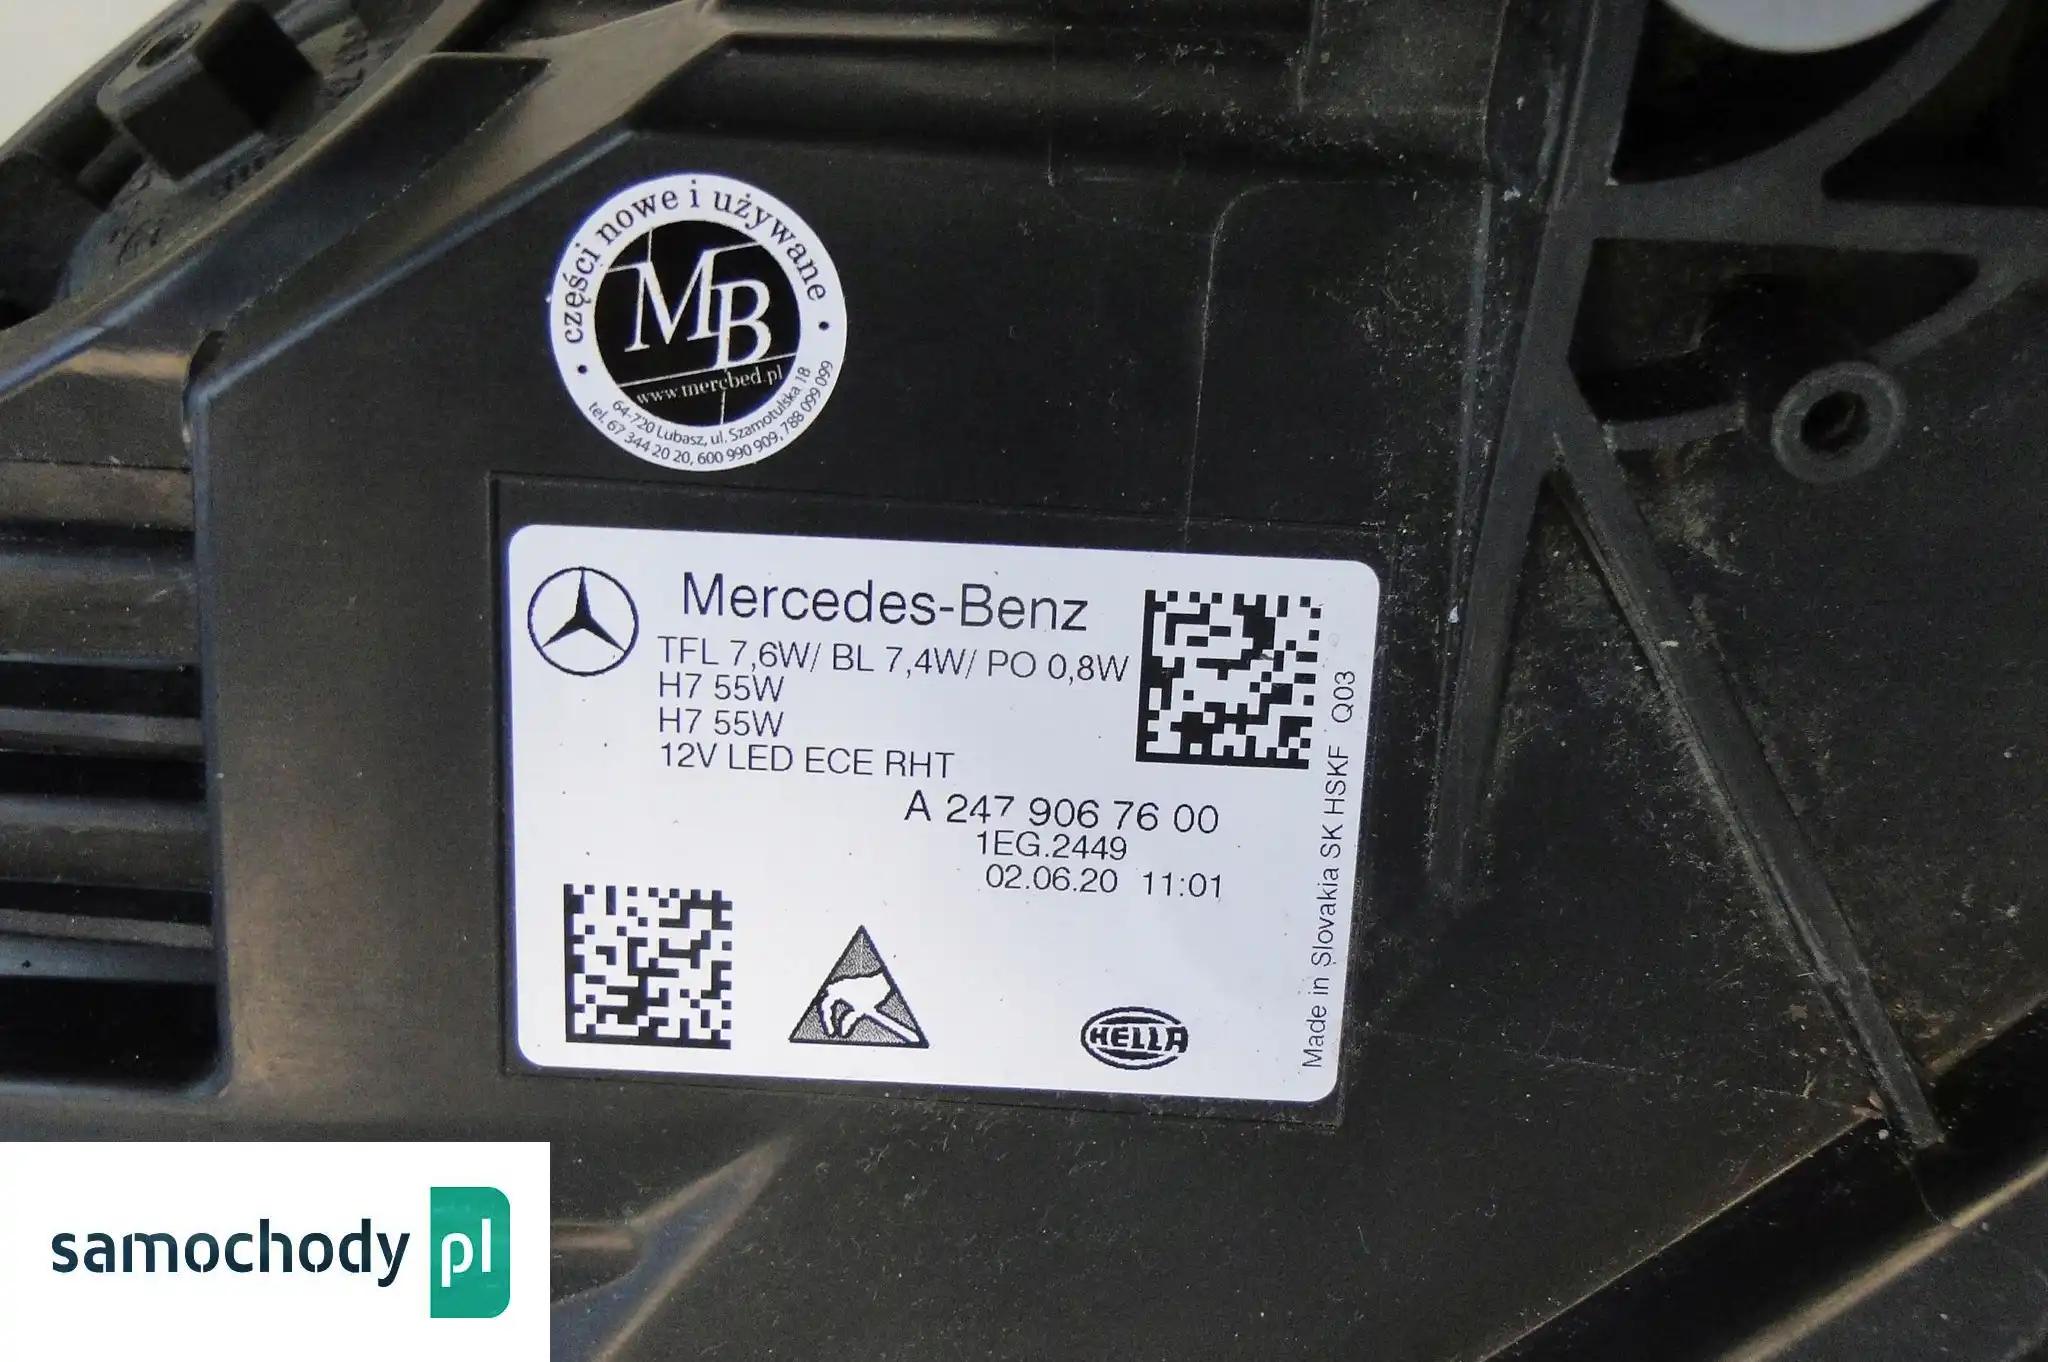 części nowe i używane
MB
www.mercbed.pl
64-720 Lubasz, ul. Szamotulska 18
tel. 67 344 20 20, 600 990 909, 788 099 099
Mercedes-Benz
TFL 7,6W/ BL 7,4W/ PO 0,8W
H7 55W
H7 55W
12V LED ECE RHT
A 247 906 76 00
1EG.2449
02.06.20 11:01
Made in Slovakia SK HSKF Q03
HELLA
samochody pl